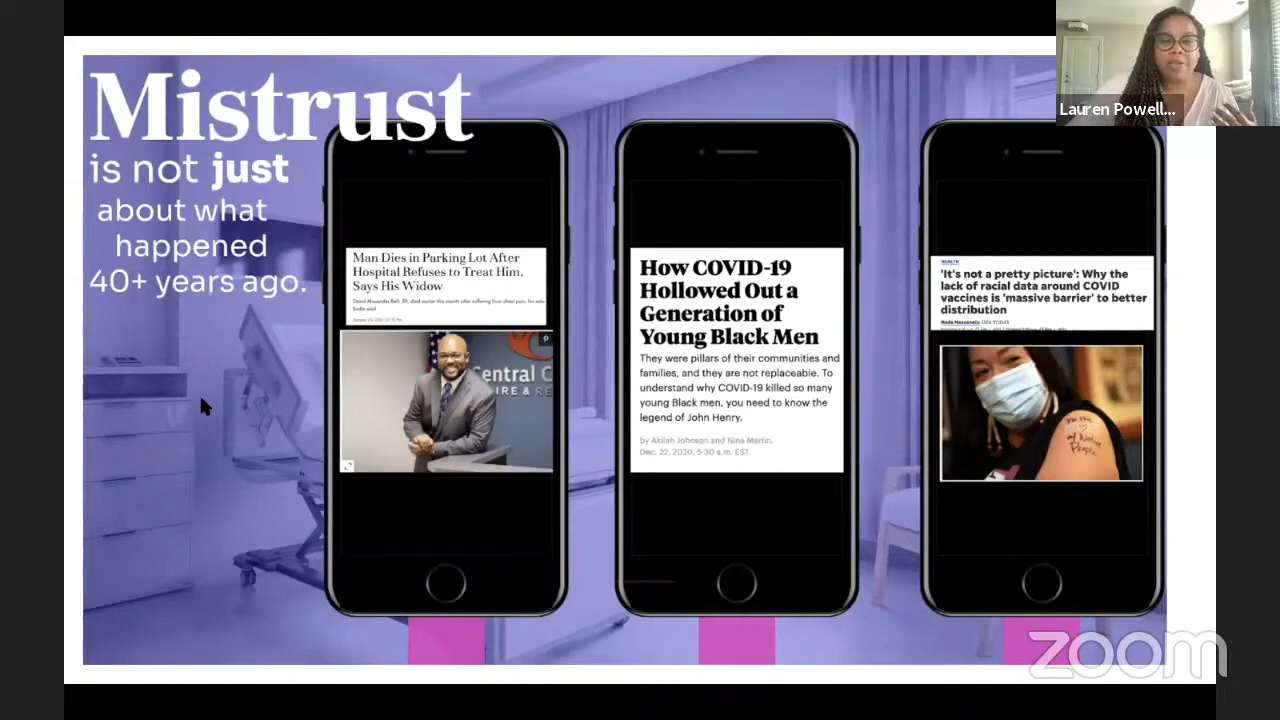 Mistrust
is not just
about what
happened
40+ years ago.
Man Dies in Parking Lot After
Hospital Refuses to Treat Him,
Says His Widow
Central C
IRE & RE
How COVID-19
Hollowed Out a
Generation of
Young Black Men
They were pillars of their communities and
families, and they are not replaceable. To
understand why COVID-19 killed so many
young Black men, you need to know the
legend of John Henry.
by Akilah Johnson and Nina Martin,
Dec. 22, 2020, 5:30 a.m. EST
HEALTH
'It's not a pretty picture': Why the
lack of racial data around COVID
vaccines is 'massive barrier' to better
distribution
USA TODAY
Lauren Powell...
zoom